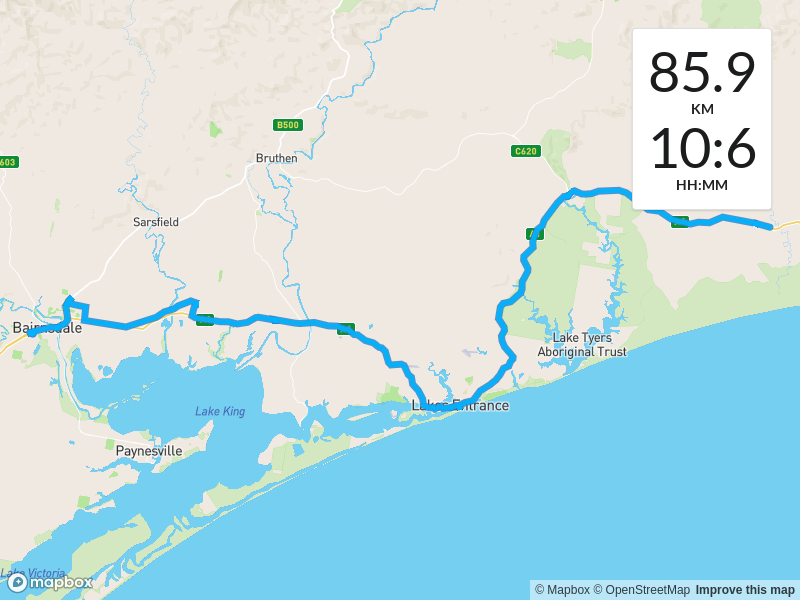 85.9
KM
10:6
HH:MM
B500
C620
Bruthen
603
Sarsfield
Bairnsdale
Lake Tyers
Aboriginal Trust
Lakes Entrance
Lake King
Paynesville
Lake Victoria
mapbox
© Mapbox © OpenStreetMap Improve this map